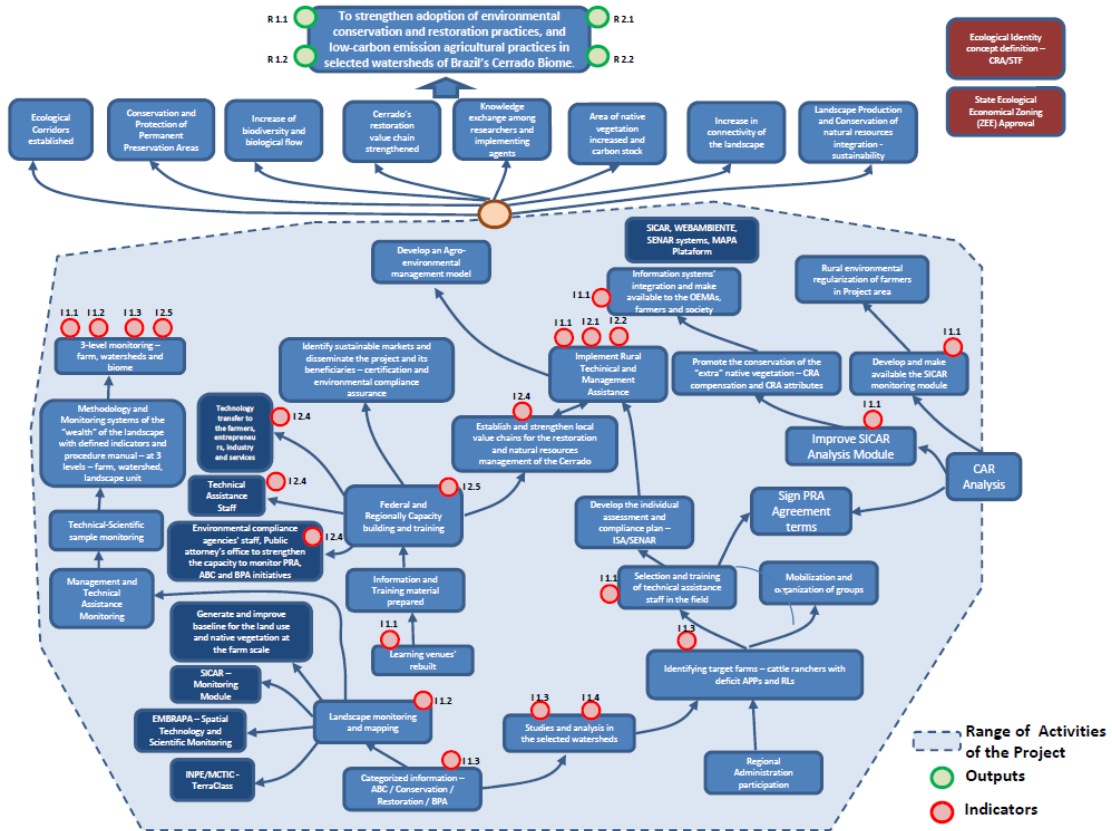 R 1.1
To strengthen adoption of environmental
conservation and restoration practices, and
low-carbon emission agricultural practices in
selected watersheds of Brazil's Cerrado Biome.
R 2.1
R 1.2
R 2.2
Ecological Identity
concept definition –
CRA/STF
State Ecological
Economical Zoning
(ZEE) Approval
Ecological
Corridors
established
Conservation and
Protection of
Permanent
Preservation Areas
Increase of
biodiversity and
biological flow
Cerrado's
restoration
value chain
strengthened
Knowledge
exchange among
researchers and
implementing
agents
Area of native
vegetation
increased and
carbon stock
Increase in
connectivity of
the landscape
Landscape Production
and Conservation of
natural resources
integration -
sustainability
Develop an Agro-
environmental
management model
SICAR, WEBAMBIENTE,
SENAR systems, MAPA
Plataform
I 1.1
Information systems'
integration and make
available to the OEMAs,
farmers and society
Rural environmental
regularization of farmers
in Project area
I 1.1
I 1.2
I 1.3
I 2.5
3-level monitoring –
farm, watersheds and
biome
Identify sustainable markets and
disseminate the project and its
beneficiaries – certification and
environmental compliance
assurance
I 1.1
I 2.1
I 2.2
Implement Rural
Techinical and
Management
Assistance
Promote the conservation of the
"extra" native vegetation – CRA
compensation and CRA attributes
I 1.1
Develop and make
available the SICAR
monitoring module
Methodology and
Monitoring systems of the
"wealth" of the landscape
with defined indicators and
procedure manual – at 3
levels – farm, watershed,
landscape unit
Technology
transfer to
the farmers,
entrepreneu
rs, industry
and services
I 2.4
I 2.4
Establish and strengthen local
value chains for the restoration
and natural resources
management of the Cerrado
I 1.1
Improve SICAR
Analysis Module
CAR
Analysis
Technical
Assistance
Staff
I 2.4
I 2.5
Federal and
Regionally Capacity
building and training
Develop the individual
assessment and
compliance plan –
ISA/SENAR
Sign PRA
Agreement
terms
Technical-Scientific
sample monitoring
Environmental compliance
agencies' staff, Public
attorney's office to strengthen
the capacity to monitor PRA,
ABC and BPA initiatives
I 2.4
Management and
Technical
Assistance
Monitoring
Information and
Training material
prepared
I 1.1
Selection and training
of technical assistance
staff in the field
Mobilization and
organization of groups
Generate and improve
baseline for the land use
and native vegetation at
the farm scale
I 1.1
Learning venues'
rebuilt
I 1.3
Identifying target farms – cattle ranchers with
deficit APPs and RLs
SICAR –
Monitoring
Module
I 1.2
Landscape monitoring
and mapping
I 1.3
I 1.4
Studies and analysis in
the selected watersheds
EMBRAPA – Spatial
Technology and
Scientific Monitoring
INPE/MCTIC -
TerraClass
I 1.3
Categorized information –
ABC / Conservation /
Restoration / BPA
Regional
Administration
participation
Range of Activities
of the Project
Outputs
Indicators